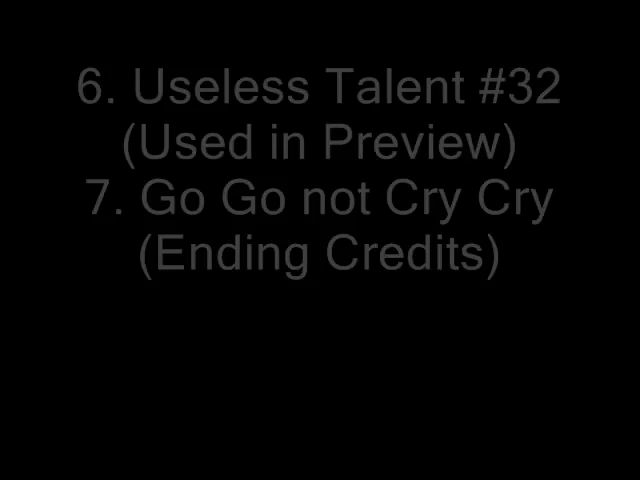 6. Useless Talent #32
(Used in Preview)
7. Go Go not Cry Cry
(Ending Credits)